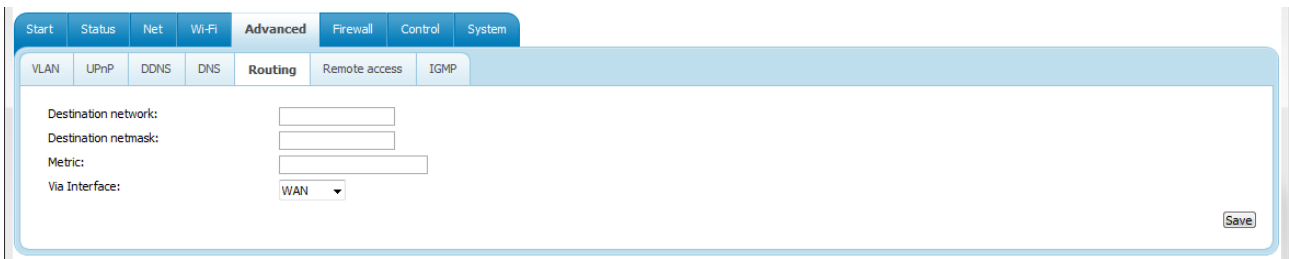 Start Status Net Wi-Fi Advanced Firewall Control System
VLAN UPnP DDNS DNS Routing Remote access IGMP
Destination network:
Destination netmask:
Metric:
Via Interface: WAN
Save